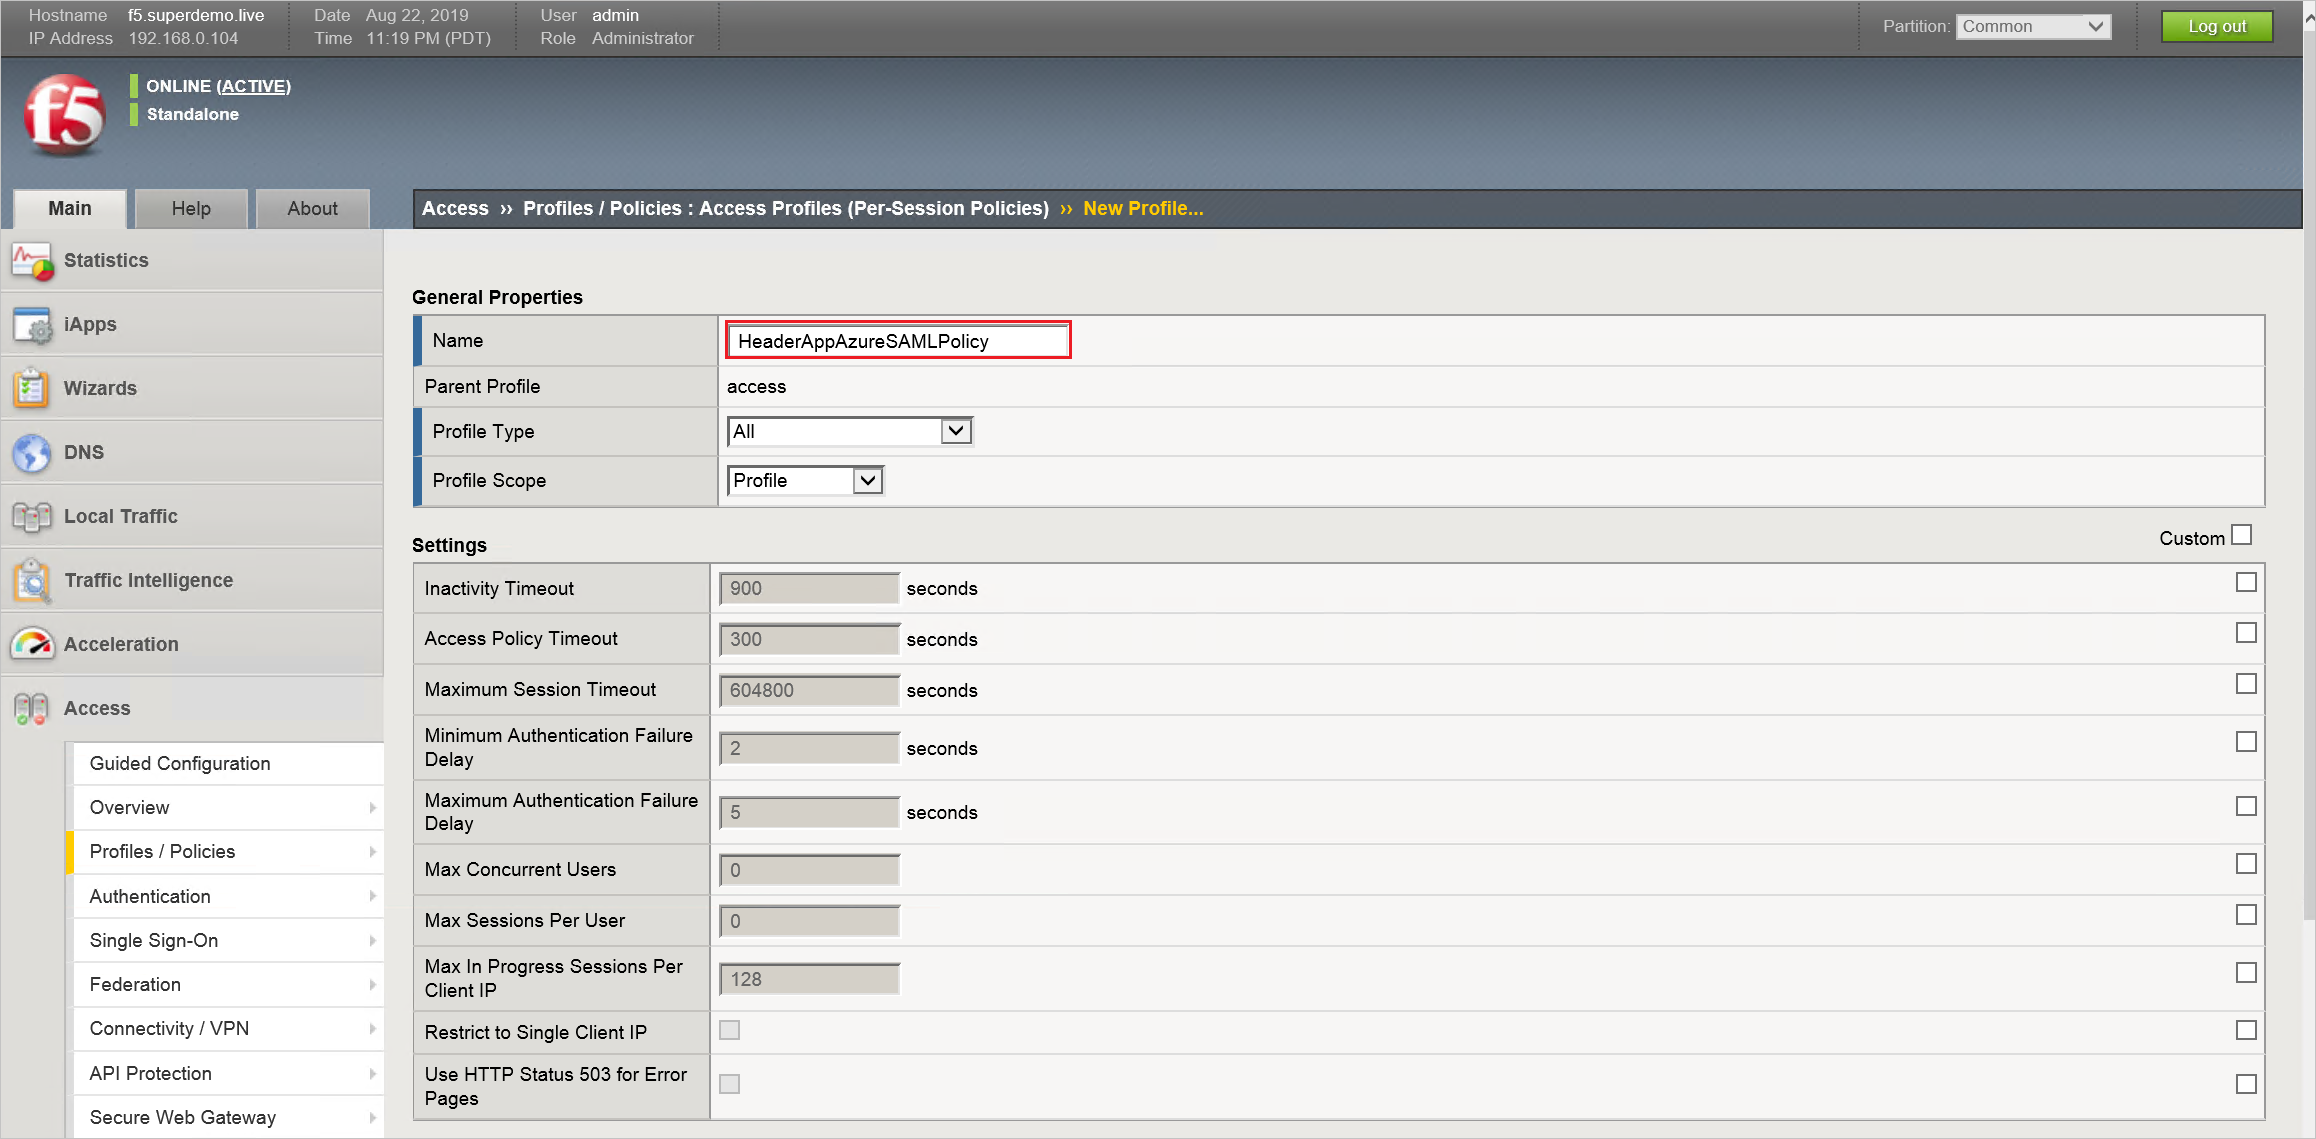 Hostname f5.superdemo.live Date Aug 22, 2019 User admin
IP Address 192.168.0.104 Time 11:19 PM (PDT) Role Administrator
Partition: Common Log out
f5
ONLINE (ACTIVE)
Standalone
Main Help About
Access ›› Profiles / Policies : Access Profiles (Per-Session Policies) ›› New Profile...
Statistics
iApps
Wizards
DNS
Local Traffic
Traffic Intelligence
Acceleration
Access
Guided Configuration
Overview
Profiles / Policies
Authentication
Single Sign-On
Federation
Connectivity / VPN
API Protection
Secure Web Gateway
General Properties
Name HeaderAppAzureSAMLPolicy
Parent Profile access
Profile Type All
Profile Scope Profile
Settings Custom
Inactivity Timeout 900 seconds
Access Policy Timeout 300 seconds
Maximum Session Timeout 604800 seconds
Minimum Authentication Failure
Delay 2 seconds
Maximum Authentication Failure
Delay 5 seconds
Max Concurrent Users 0
Max Sessions Per User 0
Max In Progress Sessions Per
Client IP 128
Restrict to Single Client IP
Use HTTP Status 503 for Error
Pages